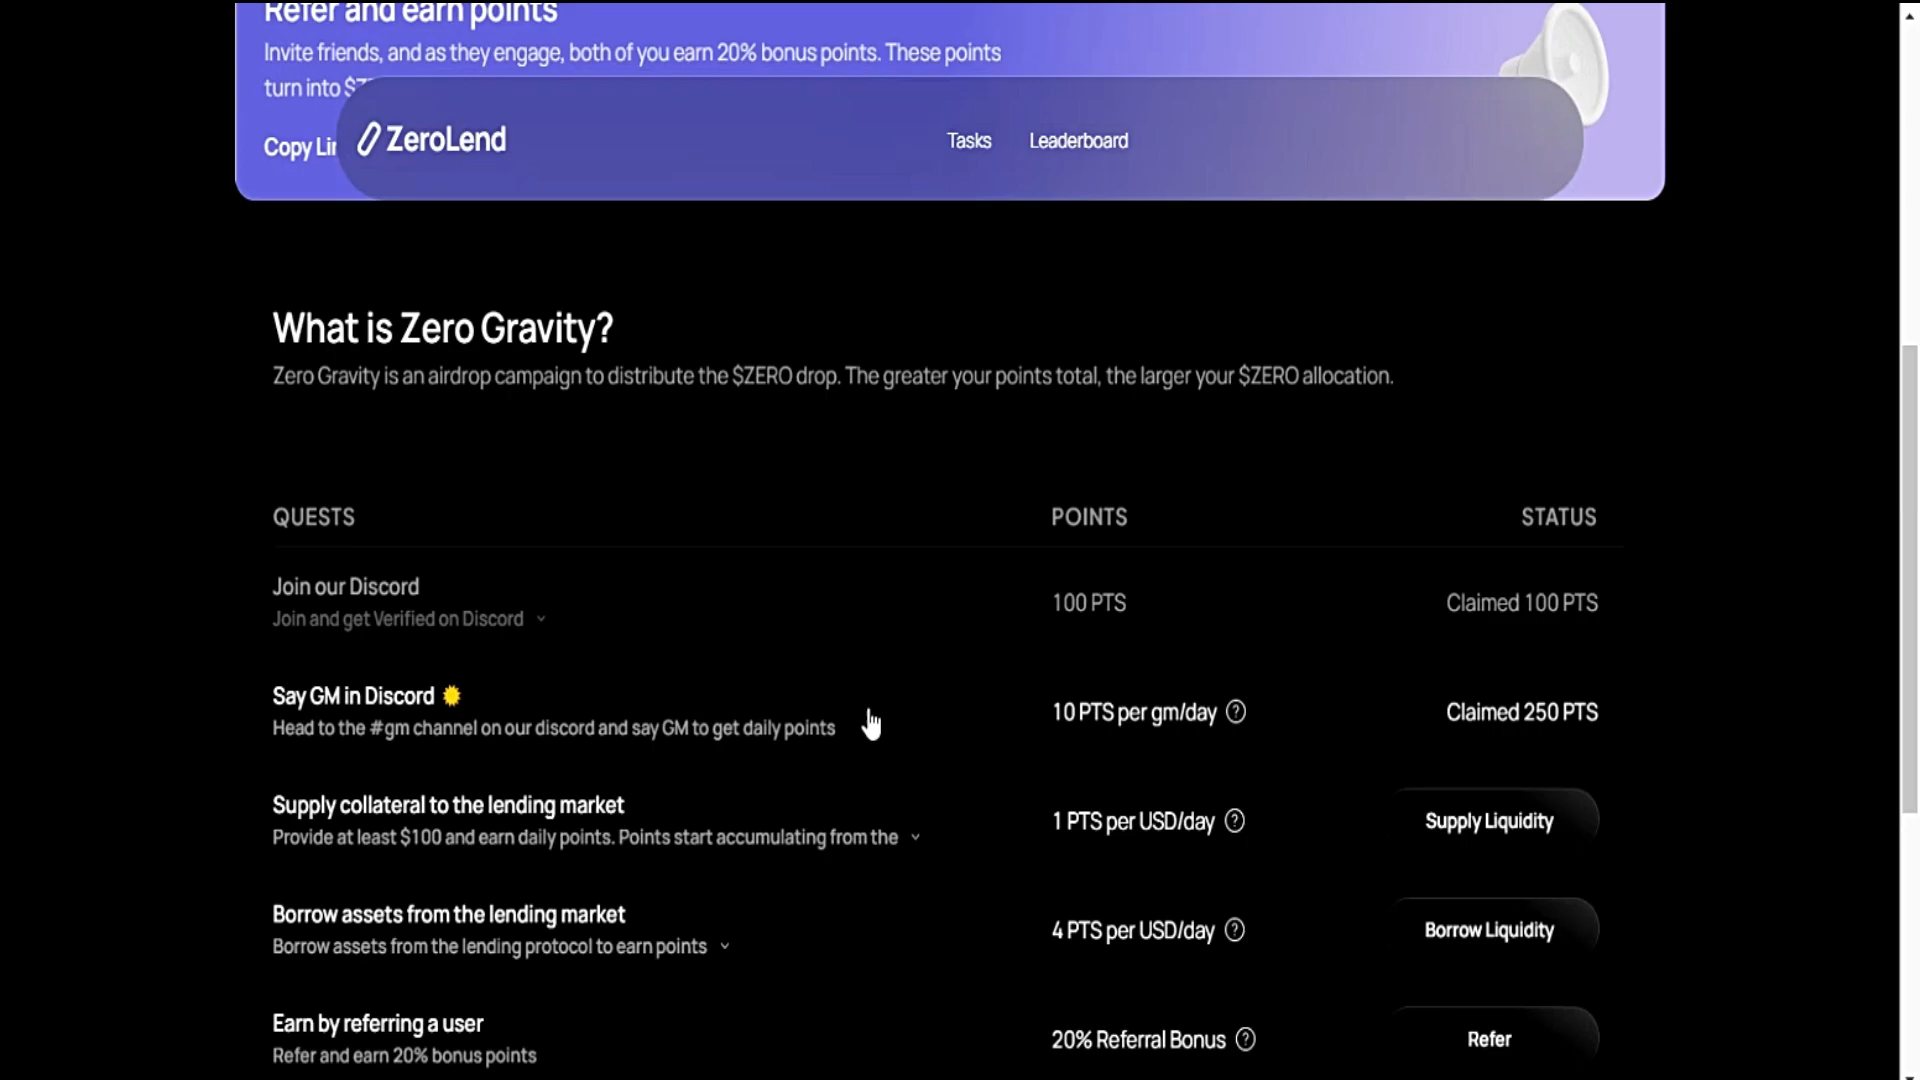 Refer and earn points
Invite friends, and as they engage, both of you earn 20% bonus points. These points
turn into
Copy
ZeroLend
Tasks
Leaderboard
What is Zero Gravity?
Zero Gravity is an airdrop campaign to distribute the $ZERO drop. The greater your points total, the larger your $ZERO allocation.
QUESTS
POINTS
STATUS
Join our Discord
Join and get Verified on Discord
100 PTS
Claimed 100 PTS
Say GM in Discord
Head to the #gm channel on our discord and say GM to get daily points
10 PTS per gm/day
Claimed 250 PTS
Supply collateral to the lending market
Provide at least $100 and earn daily points. Points start accumulating from the
1 PTS per USD/day
Supply Liquidity
Borrow assets from the lending market
Borrow assets from the lending protocol to earn points
4 PTS per USD/day
Borrow Liquidity
Earn by referring a user
Refer and earn 20% bonus points
20% Referral Bonus
Refer